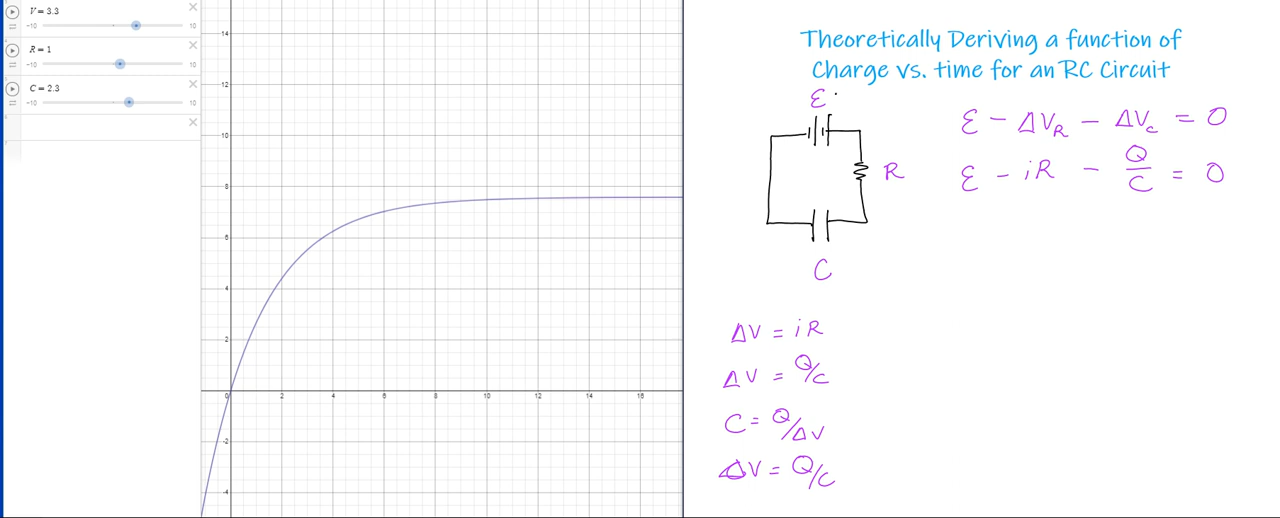 V = 3.3
-10
10
R = 1
-10
10
C = 2.3
-10
10
14
12
10
8
6
4
2
0
2
4
6
8
10
12
14
16
-2
-4
Theoretically Deriving a function of
Charge vs. time for an RC Circuit
ε
R
C
ε - ΔV_R - ΔV_C = 0
ε - iR - Q/C = 0
ΔV = iR
ΔV = Q/C
C = Q/ΔV
ΔV = Q/C